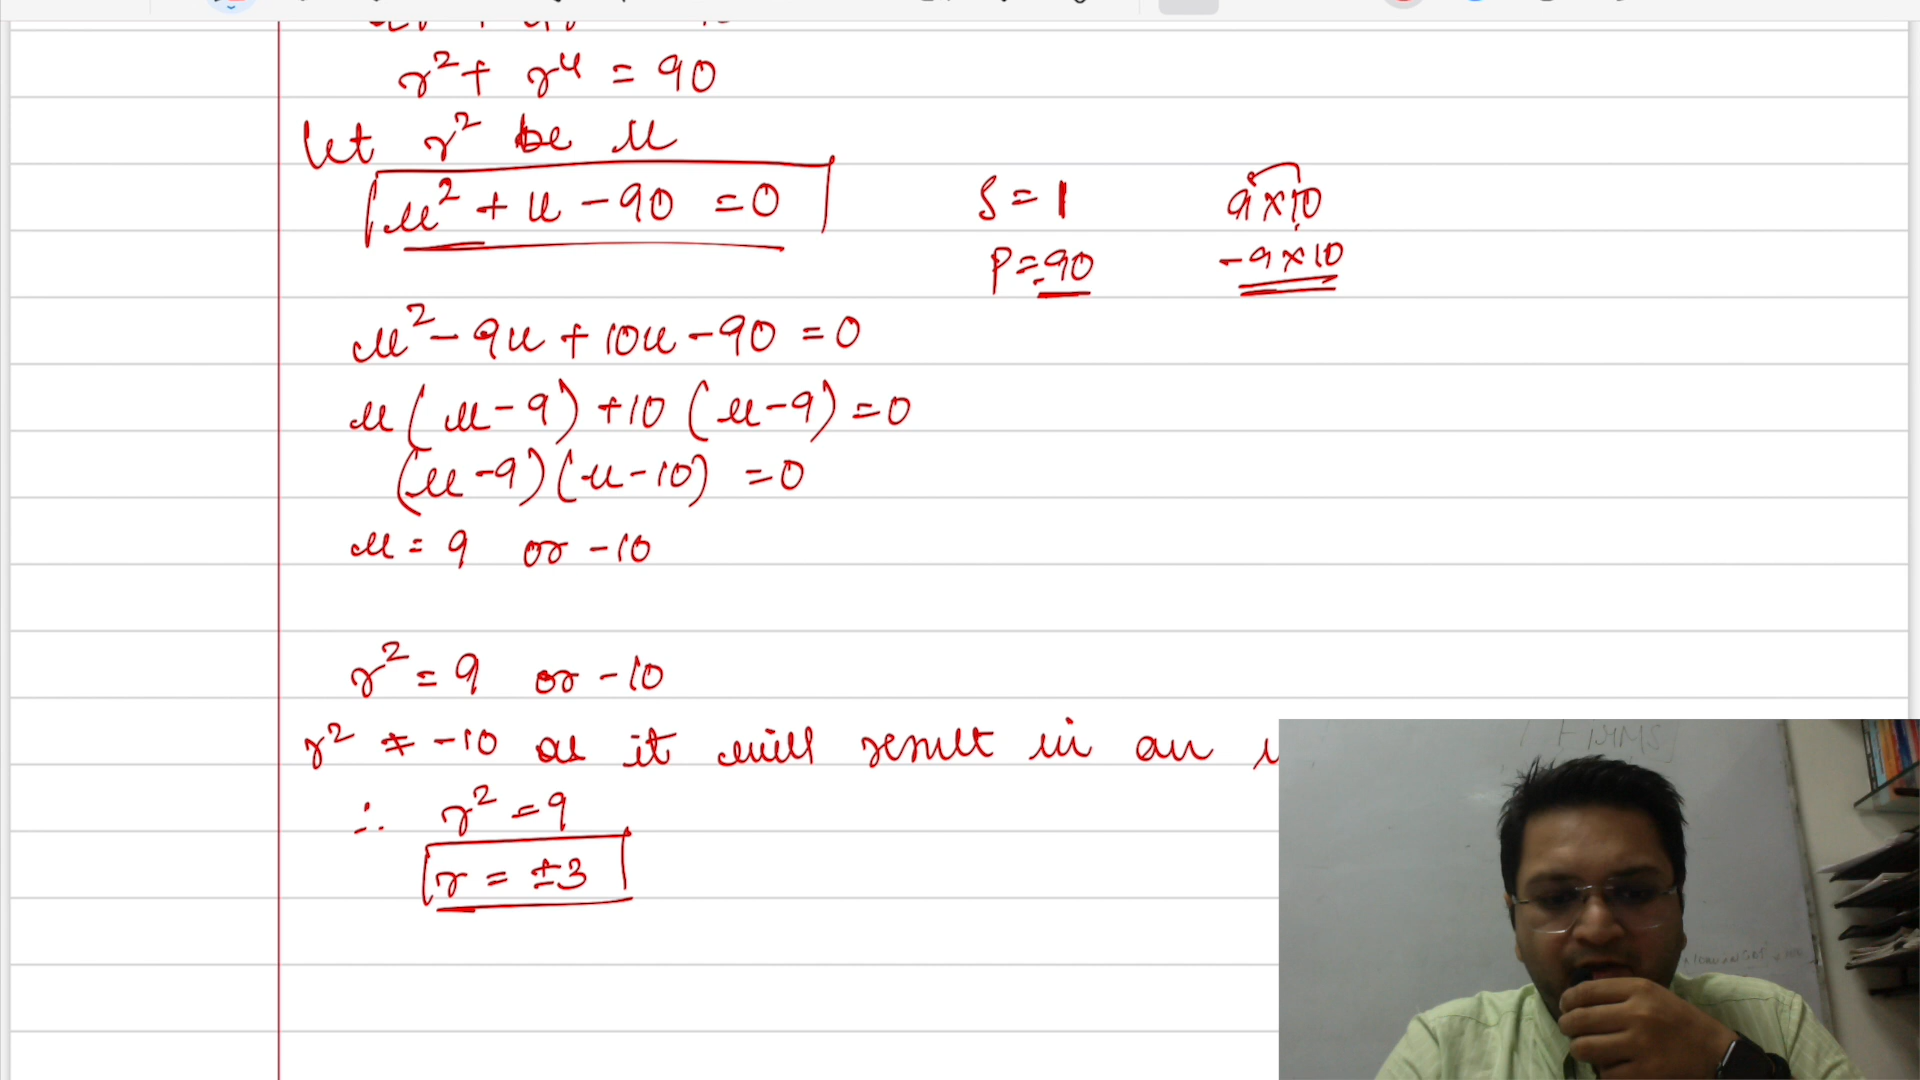 r² + r⁴ = 90
Let r² be u
u² + u - 90 = 0
S = 1
P = -90
9 × 10
-9 × 10
u² - 9u + 10u - 90 = 0
u(u - 9) + 10(u - 9) = 0
(u - 9)(u - 10) = 0
u = 9 or -10
r² = 9 or -10
r² ≠ -10 as it will result in an
∴ r² = 9
r = ±3